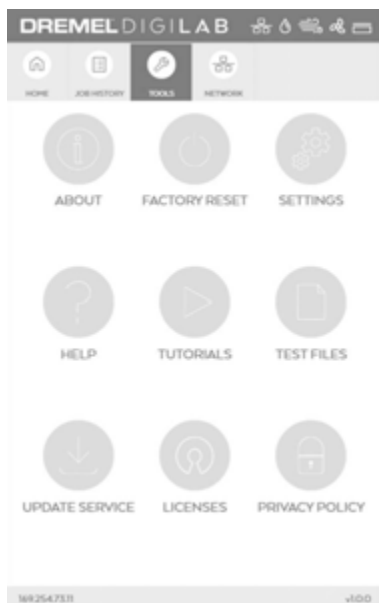 DREMEL DIGILAB
HOME JOB HISTORY TOOLS NETWORK
ABOUT FACTORY RESET SETTINGS
HELP TUTORIALS TEST FILES
UPDATE SERVICE LICENSES PRIVACY POLICY
169.254.73.11 v1.0.0